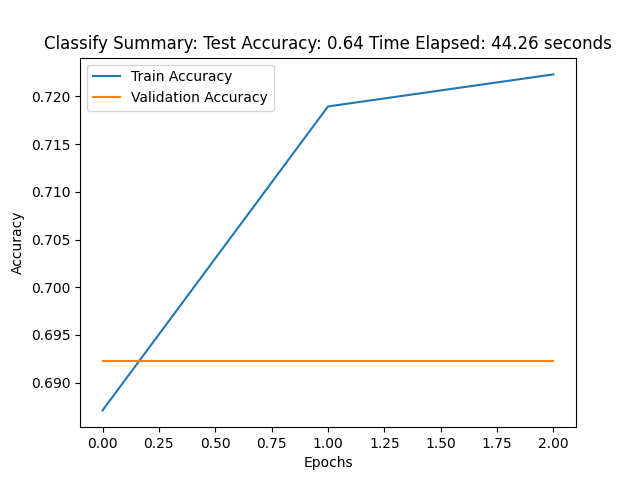 Classify Summary: Test Accuracy: 0.64 Time Elapsed: 44.26 seconds
Train Accuracy
Validation Accuracy
0.720
0.715
0.710
0.705
0.700
0.695
0.690
Accuracy
0.00 0.25 0.50 0.75 1.00 1.25 1.50 1.75 2.00
Epochs